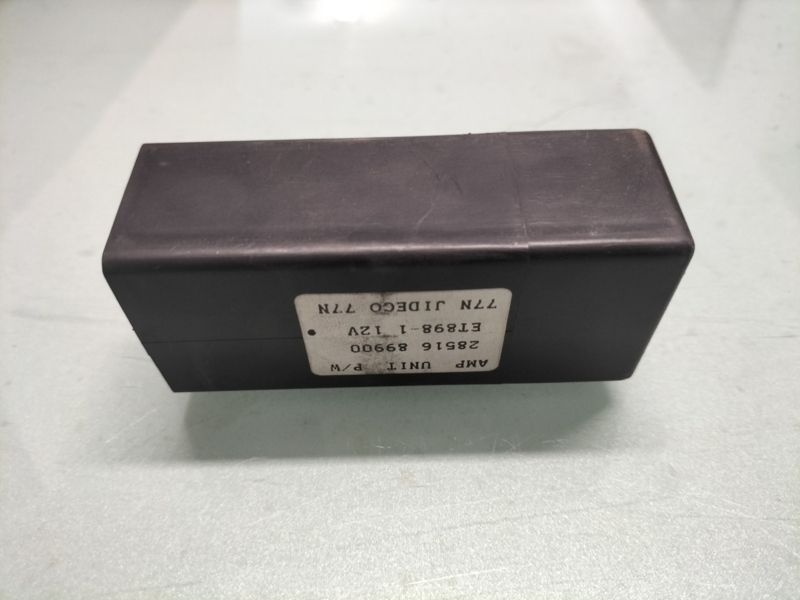 AMP UNIT P/W
28516 89900
ET898-1 12V
77N JIDECO 77N